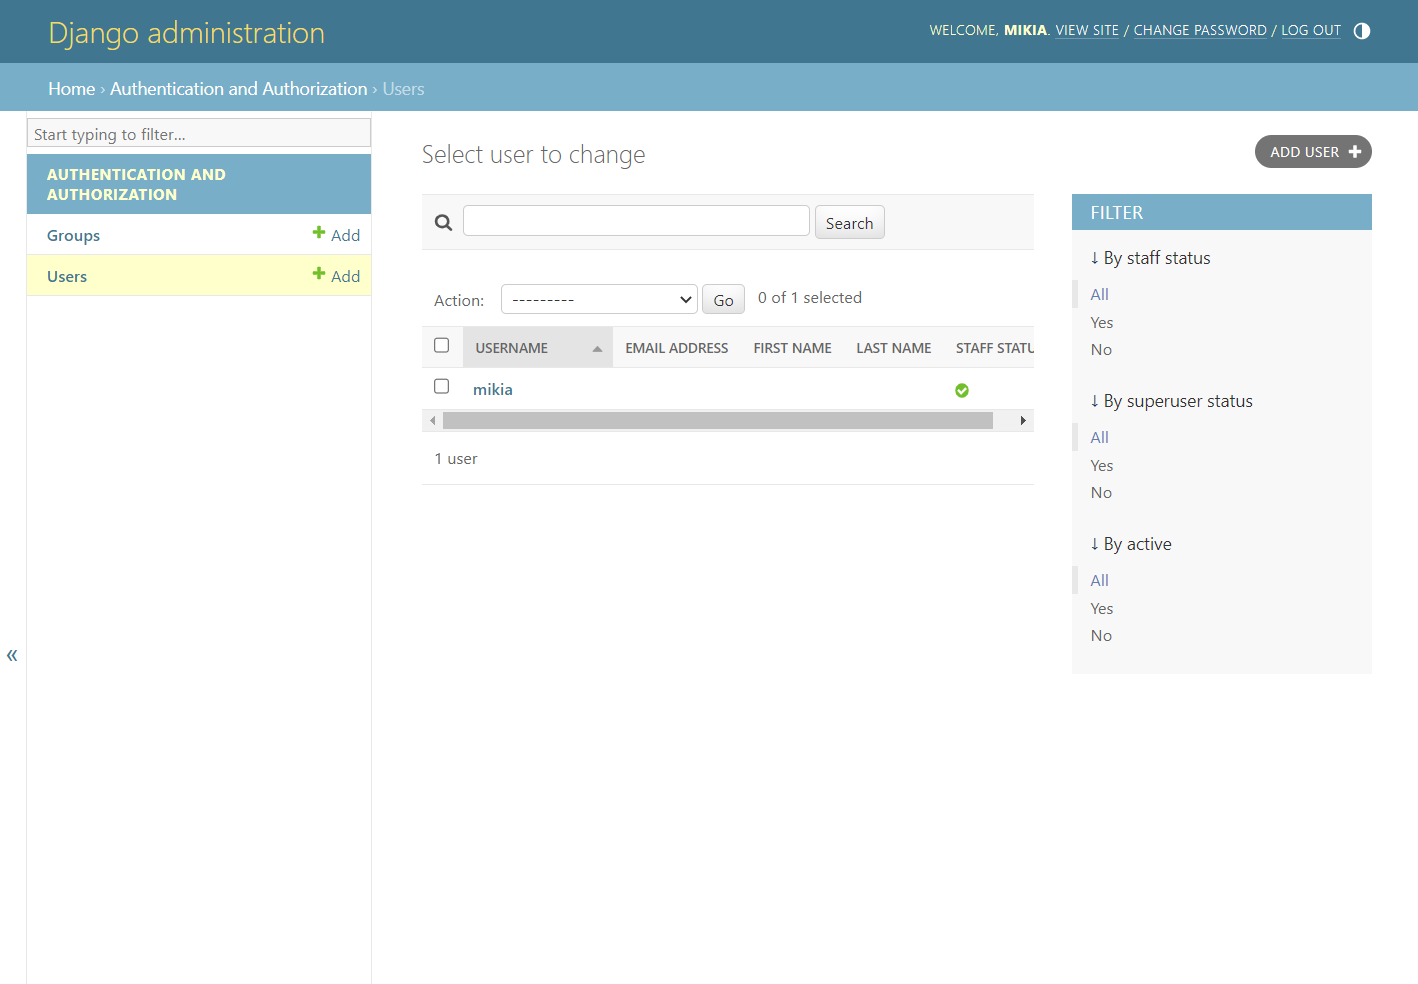 Django administration
WELCOME, MIKIA. VIEW SITE / CHANGE PASSWORD / LOG OUT
Home › Authentication and Authorization › Users
Start typing to filter...
AUTHENTICATION AND
AUTHORIZATION
Groups
Add
Users
Add
«
Select user to change
ADD USER
Search
Action:
---------
Go
0 of 1 selected
USERNAME EMAIL ADDRESS FIRST NAME LAST NAME STAFF STATU
mikia
1 user
FILTER
↓ By staff status
All
Yes
No
↓ By superuser status
All
Yes
No
↓ By active
All
Yes
No